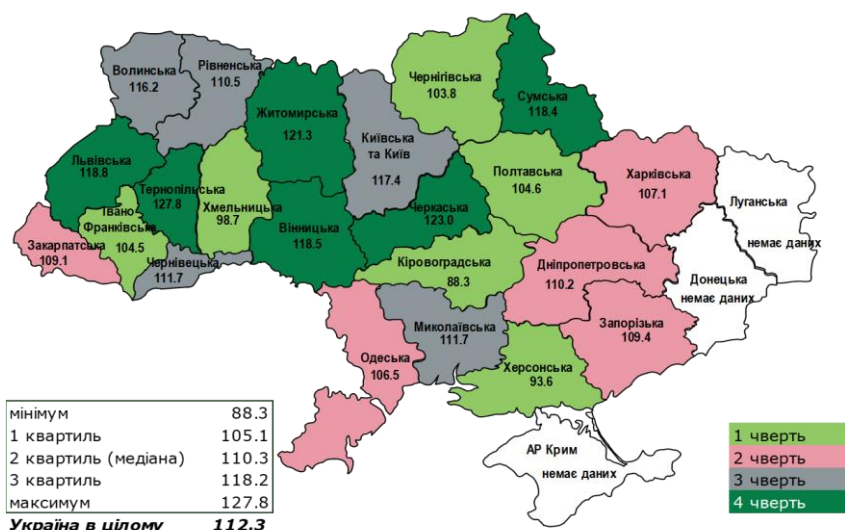 Волинська
116.2
Рівненська
110.5
Житомирська
121.3
Київська
та Київ
117.4
Чернігівська
103.8
Сумська
118.4
Львівська
118.8
Тернопільська
127.8
Хмельницька
98.7
Вінницька
118.5
Черкаська
123.0
Полтавська
104.6
Харківська
107.1
Луганська
немає даних
Закарпатська
109.1
Івано
Франківська
104.5
Чернівецька
111.7
Кіровоградська
88.3
Дніпропетровська
110.2
Донецька
немає даних
Одеська
106.5
Миколаївська
111.7
Херсонська
93.6
Запорізька
109.4
АР Крим
немає даних
мінімум 88.3
1 квартиль 105.1
2 квартиль (медіана) 110.3
3 квартиль 118.2
максимум 127.8
Україна в цілому 112.3
1 чверть
2 чверть
3 чверть
4 чверть